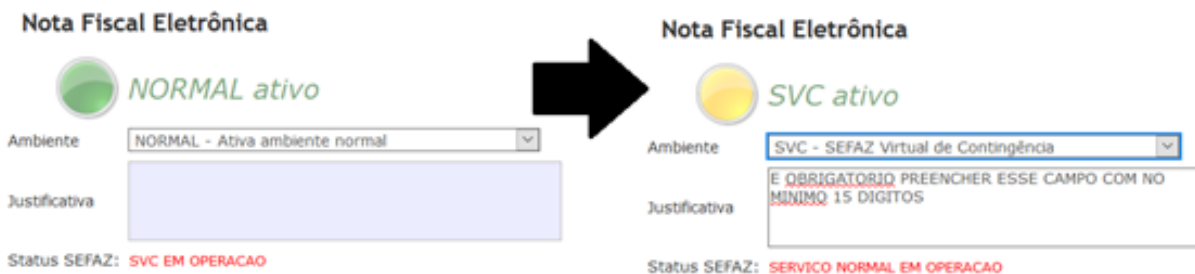 Nota Fiscal Eletrônica
NORMAL ativo
Ambiente NORMAL - Ativa ambiente normal
Justificativa
Status SEFAZ: SVC EM OPERACAO
Nota Fiscal Eletrônica
SVC ativo
Ambiente SVC - SEFAZ Virtual de Contingência
E OBRIGATORIO PREENCHER ESSE CAMPO COM NO
MINIMO 15 DIGITOS
Justificativa
Status SEFAZ: SERVICO NORMAL EM OPERACAO